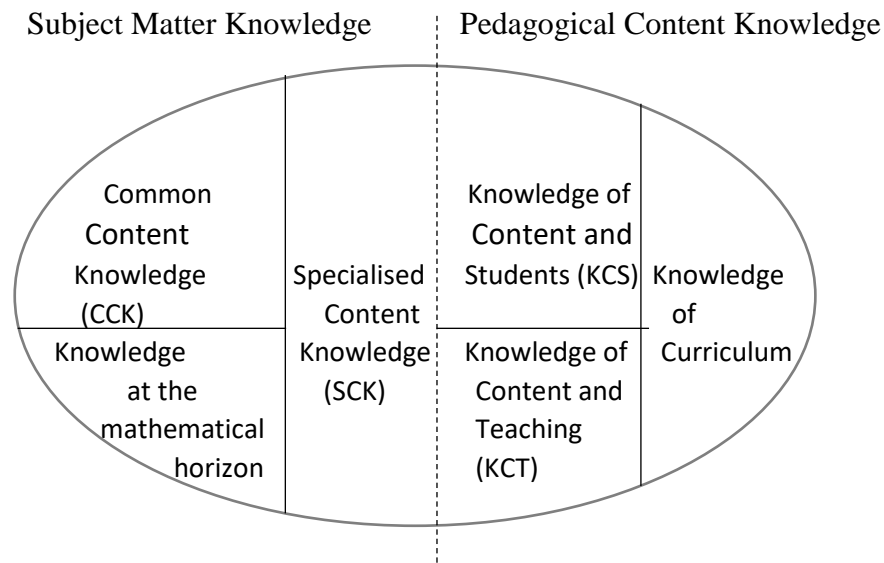 Subject Matter Knowledge
Pedagogical Content Knowledge
Common
Content
Knowledge
(CCK)
Knowledge
at the
mathematical
horizon
Specialised
Content
Knowledge
(SCK)
Knowledge of
Content and
Students (KCS)
Knowledge of
Content and
Teaching
(KCT)
Knowledge
of
Curriculum